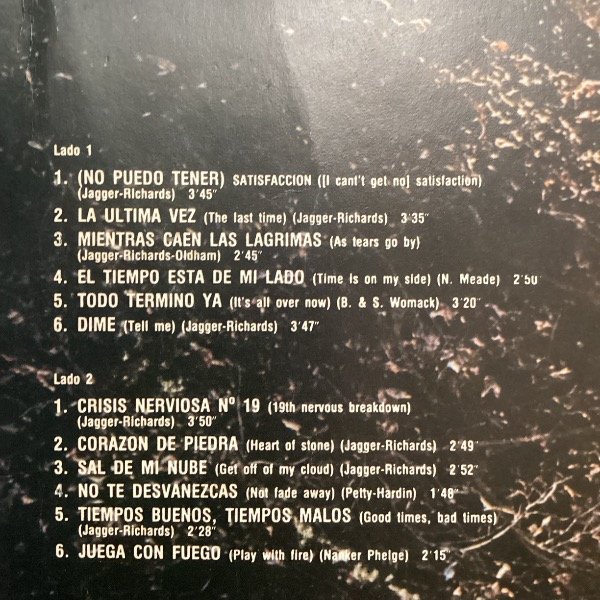 Lado 1
1. (NO PUEDO TENER) SATISFACCION ([I cant't get no] satisfaction)
(Jagger-Richards) 3'45"
2. LA ULTIMA VEZ (The last time) (Jagger-Richards) 3'35"
3. MIENTRAS CAEN LAS LAGRIMAS (As tears go by)
(Jagger-Richards-Oldham) 2'45"
4. EL TIEMPO ESTA DE MI LADO (Time is on my side) (N. Meade) 2'50
5. TODO TERMINO YA (It's all over now) (B. & S. Womack) 3'20"
6. DIME (Tell me) (Jagger-Richards) 3'47"
Lado 2
1. CRISIS NERVIOSA Nº 19 (19th nervous breakdown)
(Jagger-Richards) 3'50"
2. CORAZON DE PIEDRA (Heart of stone) (Jagger-Richards) 2'49"
3. SAL DE MI NUBE (Get off of my cloud) (Jagger-Richards) 2'52"
4. NO TE DESVANEZCAS (Not fade away) (Petty-Hardin) 1'48"
5. TIEMPOS BUENOS, TIEMPOS MALOS (Good times, bad times)
(Jagger-Richards) 2'28"
6. JUEGA CON FUEGO (Play with fire) (Nanker Phelge) 2'15"